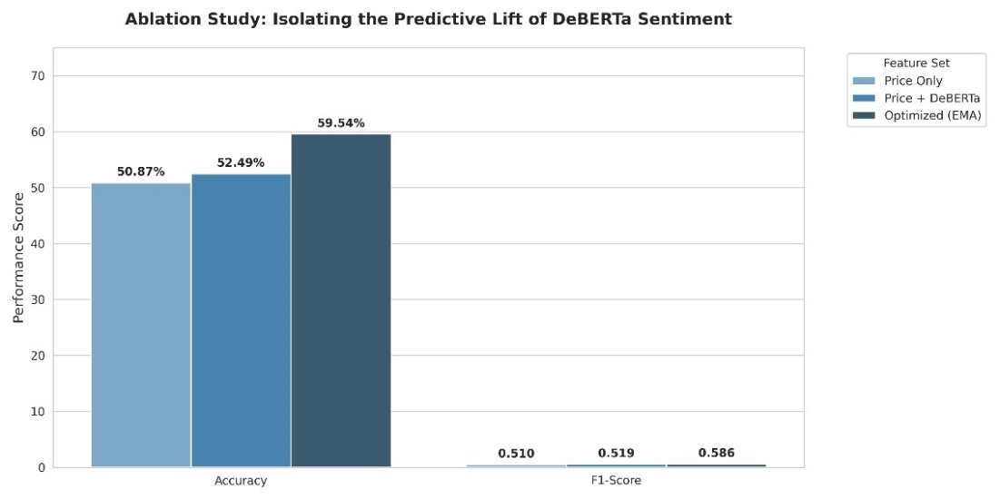 Ablation Study: Isolating the Predictive Lift of DeBERTa Sentiment
Feature Set
Price Only
Price + DeBERTa
Optimized (EMA)
Performance Score
70
60
50
40
30
20
10
0
50.87%
52.49%
59.54%
0.510
0.519
0.586
Accuracy
F1-Score